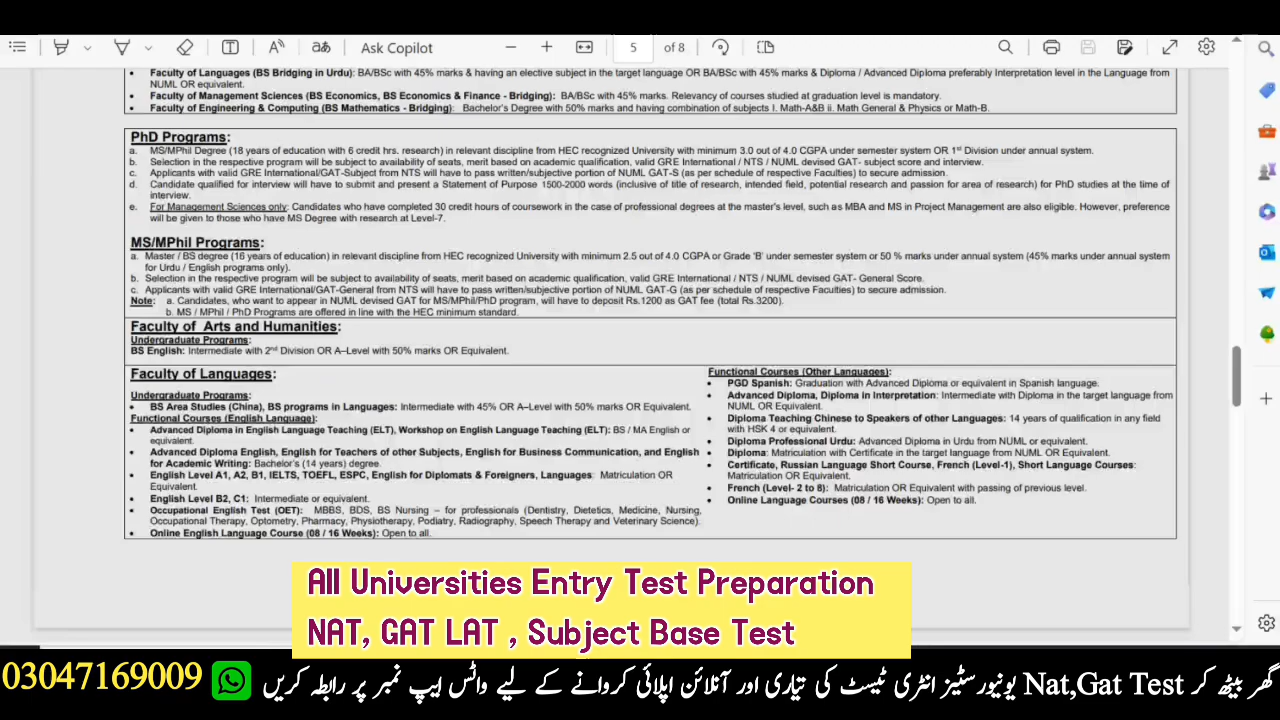 Ask Copilot
5 of 8
• Faculty of Languages (BS Bridging in Urdu): BA/BSc with 45% marks & having an elective subject in the target language OR BA/BSc with 45% marks & Diploma / Advanced Diploma preferably Interpretation level in the Language from
NUML OR equivalent.
• Faculty of Management Sciences (BS Economics, BS Economics & Finance - Bridging): BA/BSc with 45% marks. Relevancy of courses studied at graduation level is mandatory.
• Faculty of Engineering & Computing (BS Mathematics - Bridging): Bachelor's Degree with 50% marks and having combination of subjects I. Math-A&B ii. Math General & Physics or Math-B.
PhD Programs:
a. MS/MPhil Degree (18 years of education with 6 credit hrs. research) in relevant discipline from HEC recognized University with minimum 3.0 out of 4.0 CGPA under semester system OR 1st Division under annual system.
b. Selection in the respective program will be subject to availability of seats, merit based on academic qualification, valid GRE International / NTS / NUML devised GAT- subject score and interview.
c. Applicants with valid GRE International/GAT-Subject from NTS will have to pass written/subjective portion of NUML GAT-S (as per schedule of respective Faculties) to secure admission.
d. Candidate qualified for interview will have to submit and present a Statement of Purpose 1500-2000 words (inclusive of title of research, intended field, potential research and passion for area of research) for PhD studies at the time of
interview.
e. For Management Sciences only: Candidates who have completed 30 credit hours of coursework in the case of professional degrees at the master's level, such as MBA and MS in Project Management are also eligible. However, preference
will be given to those who have MS Degree with research at Level-7.
MS/MPhil Programs:
a. Master / BS degree (16 years of education) in relevant discipline from HEC recognized University with minimum 2.5 out of 4.0 CGPA or Grade 'B' under semester system or 50 % marks under annual system (45% marks under annual system
for Urdu / English programs only).
b. Selection in the respective program will be subject to availability of seats, merit based on academic qualification, valid GRE International / NTS / NUML devised GAT- General Score.
c. Applicants with valid GRE International/GAT-General from NTS will have to pass written/subjective portion of NUML GAT-G (as per schedule of respective Faculties) to secure admission.
Note: a. Candidates, who want to appear in NUML devised GAT for MS/MPhil/PhD program, will have to deposit Rs.1200 as GAT fee (total Rs.3200).
b. MS / MPhil / PhD Programs are offered in line with the HEC minimum standard.
Faculty of Arts and Humanities:
Undergraduate Programs:
BS English: Intermediate with 2nd Division OR A–Level with 50% marks OR Equivalent.
Faculty of Languages:
Undergraduate Programs:
• BS Area Studies (China), BS programs in Languages: Intermediate with 45% OR A–Level with 50% marks OR Equivalent.
Functional Courses (English Language):
• Advanced Diploma in English Language Teaching (ELT), Workshop on English Language Teaching (ELT): BS / MA English or
equivalent.
• Advanced Diploma English, English for Teachers of other Subjects, English for Business Communication, and English
for Academic Writing: Bachelor's (14 years) degree.
• English Level A1, A2, B1, IELTS, TOEFL, ESPC, English for Diplomats & Foreigners, Languages: Matriculation OR
Equivalent.
• English Level B2, C1: Intermediate or equivalent.
• Occupational English Test (OET): MBBS, BDS, BS Nursing – for professionals (Dentistry, Dietetics, Medicine, Nursing,
Occupational Therapy, Optometry, Pharmacy, Physiotherapy, Podiatry, Radiography, Speech Therapy and Veterinary Science).
• Online English Language Course (08 / 16 Weeks): Open to all.
Functional Courses (Other Languages):
• PGD Spanish: Graduation with Advanced Diploma or equivalent in Spanish language.
• Advanced Diploma, Diploma in Interpretation: Intermediate with Diploma in the target language from
NUML OR Equivalent.
• Diploma Teaching Chinese to Speakers of other Languages: 14 years of qualification in any field
with HSK 4 or equivalent.
• Diploma Professional Urdu: Advanced Diploma in Urdu from NUML or equivalent.
• Diploma: Matriculation with Certificate in the target language from NUML OR Equivalent.
• Certificate, Russian Language Short Course, French (Level-1), Short Language Courses:
Matriculation OR Equivalent.
• French (Level- 2 to 8): Matriculation OR Equivalent with passing of previous level.
• Online Language Courses (08 / 16 Weeks): Open to all.
All Universities Entry Test Preparation
NAT, GAT LAT , Subject Base Test
گھر بیٹھ کر Nat,Gat Test یونیورسٹیز انٹری ٹیسٹ کی تیاری اور آنلائن اپلائی کروانے کے لیے واٹس ایپ نمبر پر رابطہ کریں 03047169009